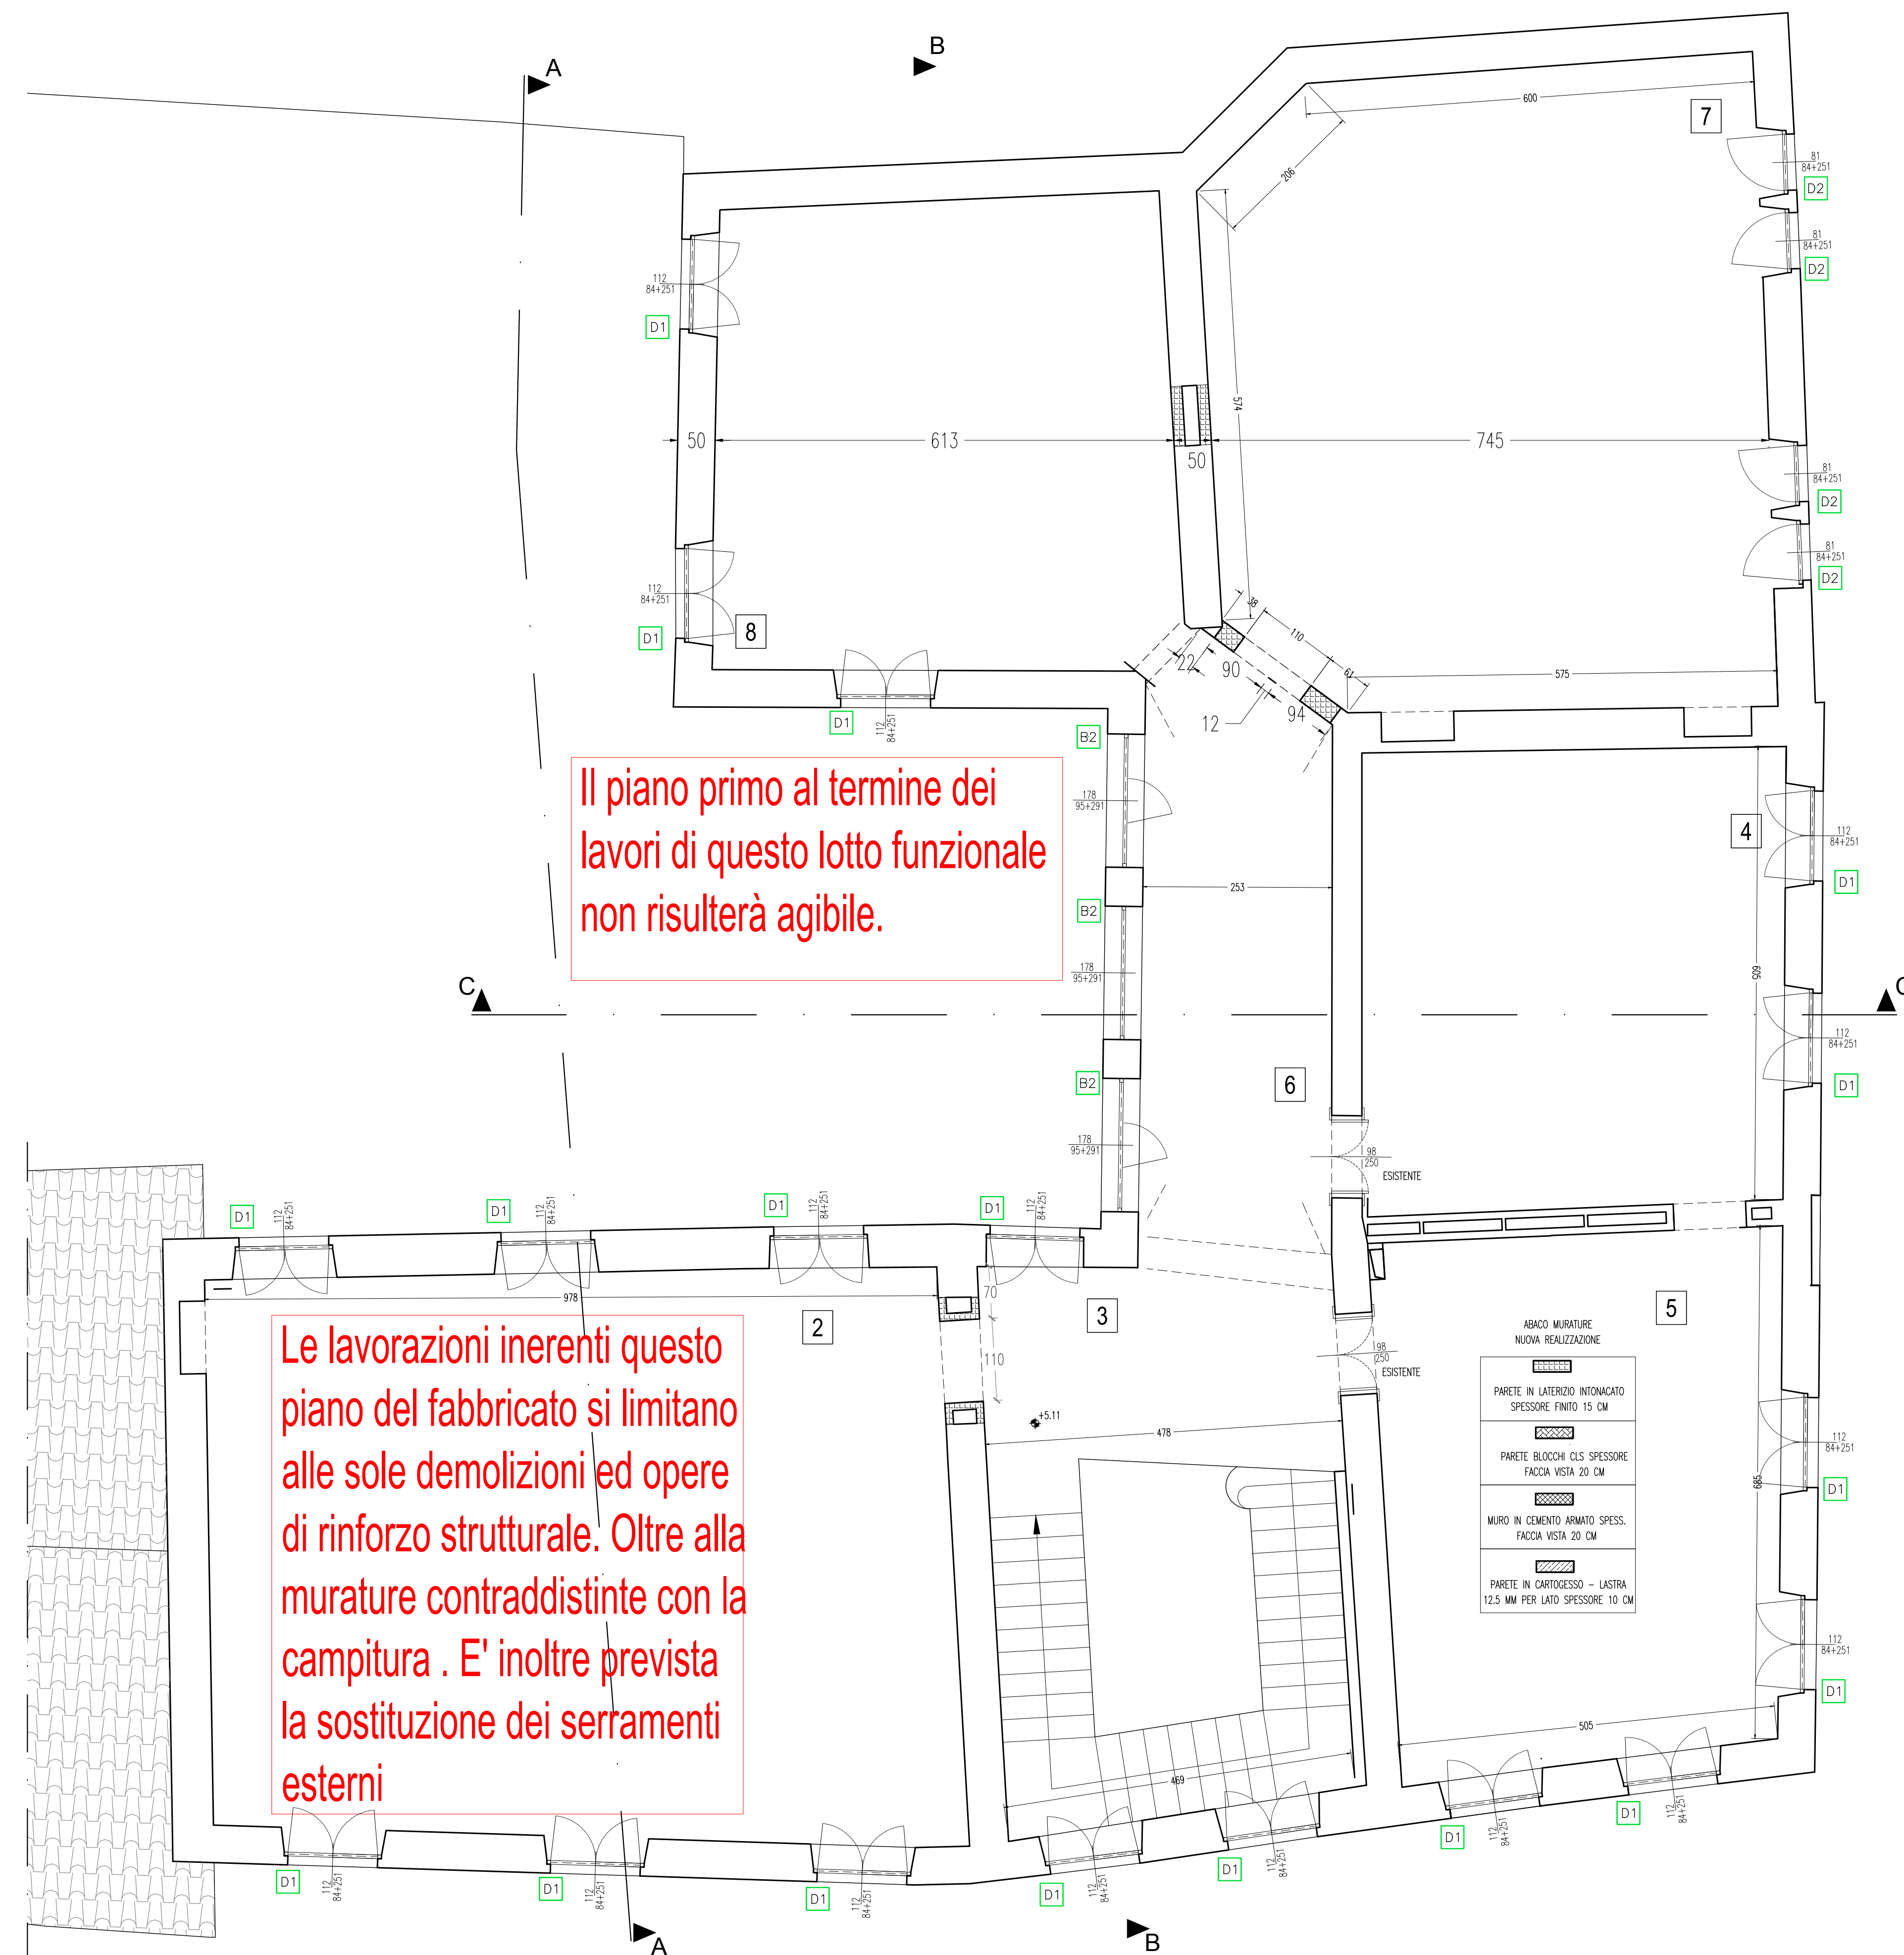 A
B
600
7
81
84+251
D2
206
81
84+251
D2
112
84+251
D1
574
50
613
50
745
81
84+251
D2
81
84+251
D2
112
84+251
D1
8
38
110
61
22
90
12
94
575
D1
112
84+251
B2
Il piano primo al termine dei
lavori di questo lotto funzionale
non risulterà agibile.
178
95+291
4
112
84+251
D1
253
B2
178
95+291
605
C
C
112
84+251
D1
B2
6
178
95+291
98
250
ESISTENTE
D1
112
84+251
D1
112
84+251
D1
112
84+251
D1
112
84+251
978
70
2
3
5
110
98
250
ESISTENTE
Le lavorazioni inerenti questo
piano del fabbricato si limitano
alle sole demolizioni ed opere
di rinforzo strutturale. Oltre alla
murature contraddistinte con la
campitura . E' inoltre prevista
la sostituzione dei serramenti
esterni
ABACO MURATURE
NUOVA REALIZZAZIONE
PARETE IN LATERIZIO INTONACATO
SPESSORE FINITO 15 CM
PARETE BLOCCHI CLS SPESSORE
FACCIA VISTA 20 CM
MURO IN CEMENTO ARMATO SPESS.
FACCIA VISTA 20 CM
PARETE IN CARTOGESSO – LASTRA
12.5 MM PER LATO SPESSORE 10 CM
+5.11
478
112
84+251
D1
685
112
84+251
D1
505
469
D1
112
84+251
D1
112
84+251
D1
112
84+251
D1
112
84+251
D1
112
84+251
D1
112
84+251
D1
112
84+251
A
B